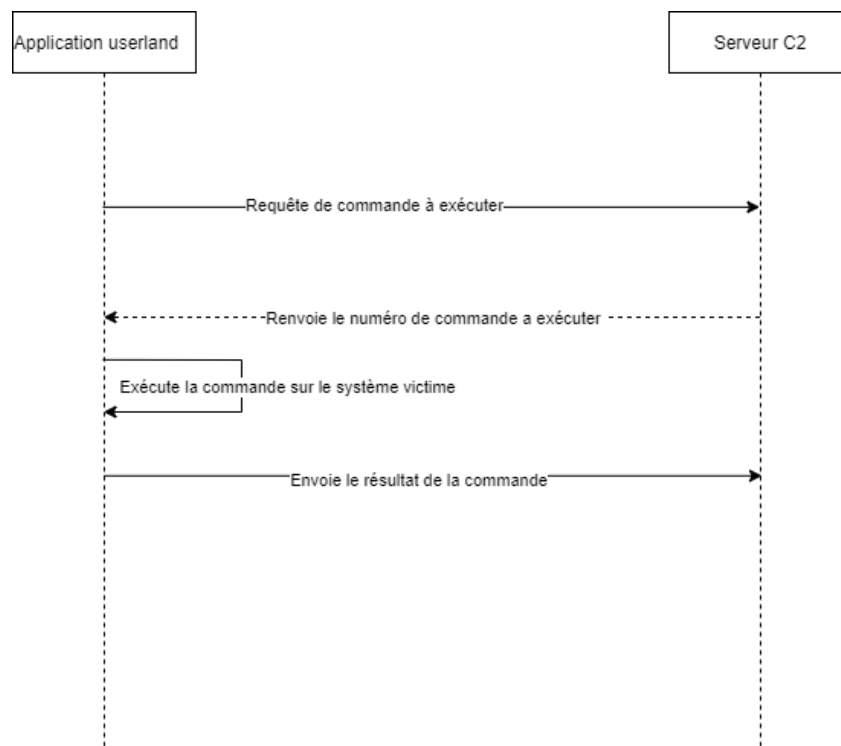 Application userland
Serveur C2
Requête de commande à exécuter
Renvoie le numéro de commande a exécuter
Exécute la commande sur le système victime
Envoie le résultat de la commande